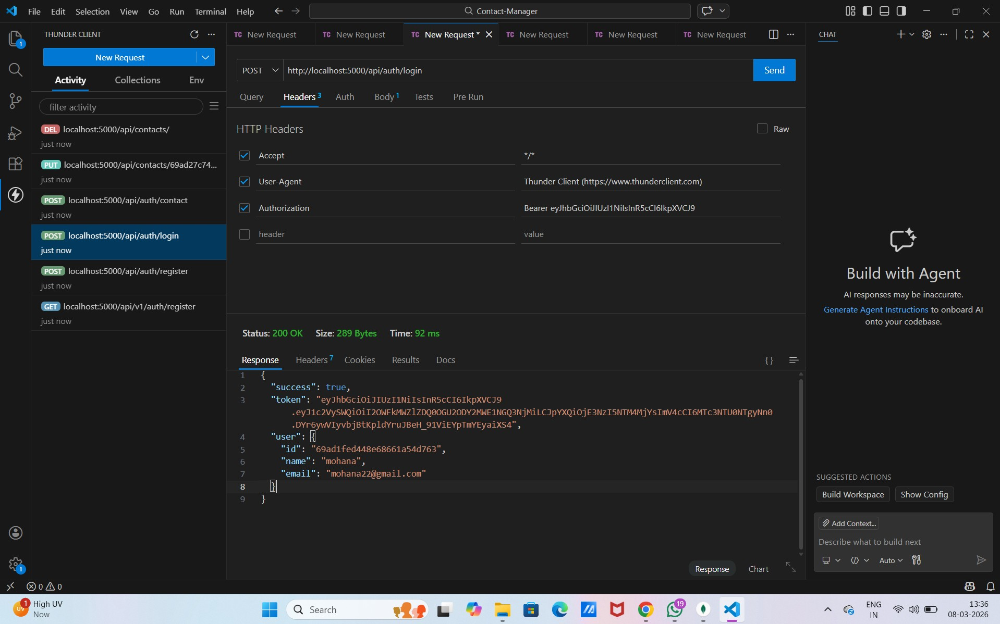 File Edit Selection View Go Run Terminal Help
Contact-Manager
THUNDER CLIENT
New Request
Activity Collections Env
filter activity
DEL localhost:5000/api/contacts/
just now
PUT localhost:5000/api/contacts/69ad27c74...
just now
POST localhost:5000/api/auth/contact
just now
POST localhost:5000/api/auth/login
just now
POST localhost:5000/api/auth/register
just now
GET localhost:5000/api/v1/auth/register
just now
TC New Request TC New Request TC New Request * TC New Request TC New Request TC New Request
POST http://localhost:5000/api/auth/login Send
Query Headers 3 Auth Body 1 Tests Pre Run
HTTP Headers Raw
Accept */*
User-Agent Thunder Client (https://www.thunderclient.com)
Authorization Bearer eyJhbGciOiJIUzI1NiIsInR5cCI6IkpXVCJ9
header value
Status: 200 OK Size: 289 Bytes Time: 92 ms
Response Headers 7 Cookies Results Docs
{ }
1 {
2 "success": true,
3 "token": "eyJhbGciOiJIUzI1NiIsInR5cCI6IkpXVCJ9
.eyJ1c2VySWQiOiI2OWFkMWZlZDQ0OGU2ODY2MWE1NGQ3NjMiLCJpYXQiOjE3NzI5NTM4MjYsImV4cCI6MTc3NTU0NTgyNn0
.DYr6ywVIyvbjBtKpldYruJBeH_91ViEYpTmYEyaiXS4",
4 "user": {
5 "id": "69ad1fed448e68661a54d763",
6 "name": "mohana",
7 "email": "mohana22@gmail.com"
8 }
9 }
Response Chart
CHAT
Build with Agent
AI responses may be inaccurate.
Generate Agent Instructions to onboard AI
onto your codebase.
SUGGESTED ACTIONS
Build Workspace Show Config
Add Context...
Describe what to build next
Auto
1
1
0 0
UV 1 High UV
Now
Search
19
ENG
IN
13:36
08-03-2026